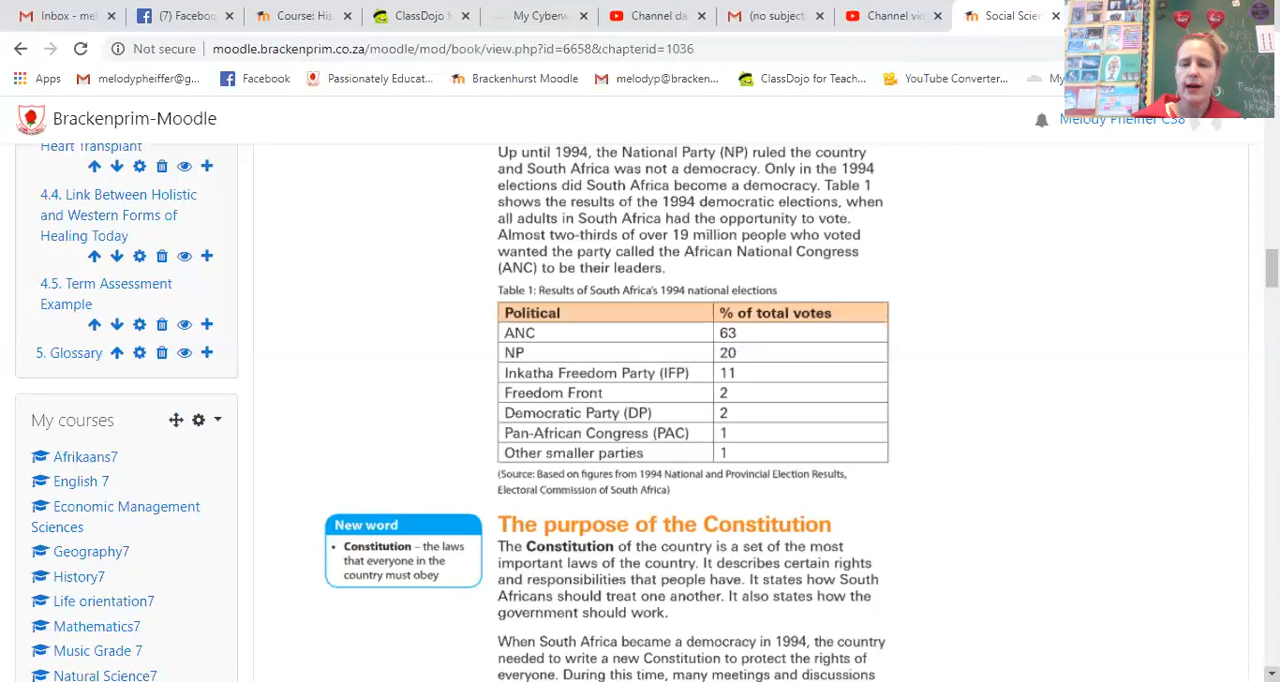 Inbox - mel
(7) Faceboo
Course: His
ClassDojo fo
My Cyberw
Channel da
(no subject
Channel vi
Social Scien
Not secure
moodle.brackenprim.co.za/moodle/mod/book/view.php?id=6658&chapterid=1036
Apps
melodypheiffer@g...
Facebook
Passionately Educat...
Brackenhurst Moodle
melodyp@bracken...
ClassDojo for Teach...
YouTube Converter...
My
Brackenprim-Moodle
Heart Transplant
4.4. Link Between Holistic
and Western Forms of
Healing Today
4.5. Term Assessment
Example
5. Glossary
My courses
Afrikaans7
English 7
Economic Management
Sciences
Geography7
History7
Life orientation7
Mathematics7
Music Grade 7
Natural Science7
Up until 1994, the National Party (NP) ruled the country
and South Africa was not a democracy. Only in the 1994
elections did South Africa become a democracy. Table 1
shows the results of the 1994 democratic elections, when
all adults in South Africa had the opportunity to vote.
Almost two-thirds of over 19 million people who voted
wanted the party called the African National Congress
(ANC) to be their leaders.
Table 1: Results of South Africa's 1994 national elections
Political % of total votes
ANC 63
NP 20
Inkatha Freedom Party (IFP) 11
Freedom Front 2
Democratic Party (DP) 2
Pan-African Congress (PAC) 1
Other smaller parties 1
(Source: Based on figures from 1994 National and Provincial Election Results,
Electoral Commission of South Africa)
New word
• Constitution – the laws
that everyone in the
country must obey
The purpose of the Constitution
The Constitution of the country is a set of the most
important laws of the country. It describes certain rights
and responsibilities that people have. It states how South
Africans should treat one another. It also states how the
government should work.
When South Africa became a democracy in 1994, the country
needed to write a new Constitution to protect the rights of
everyone. During this time, many meetings and discussions